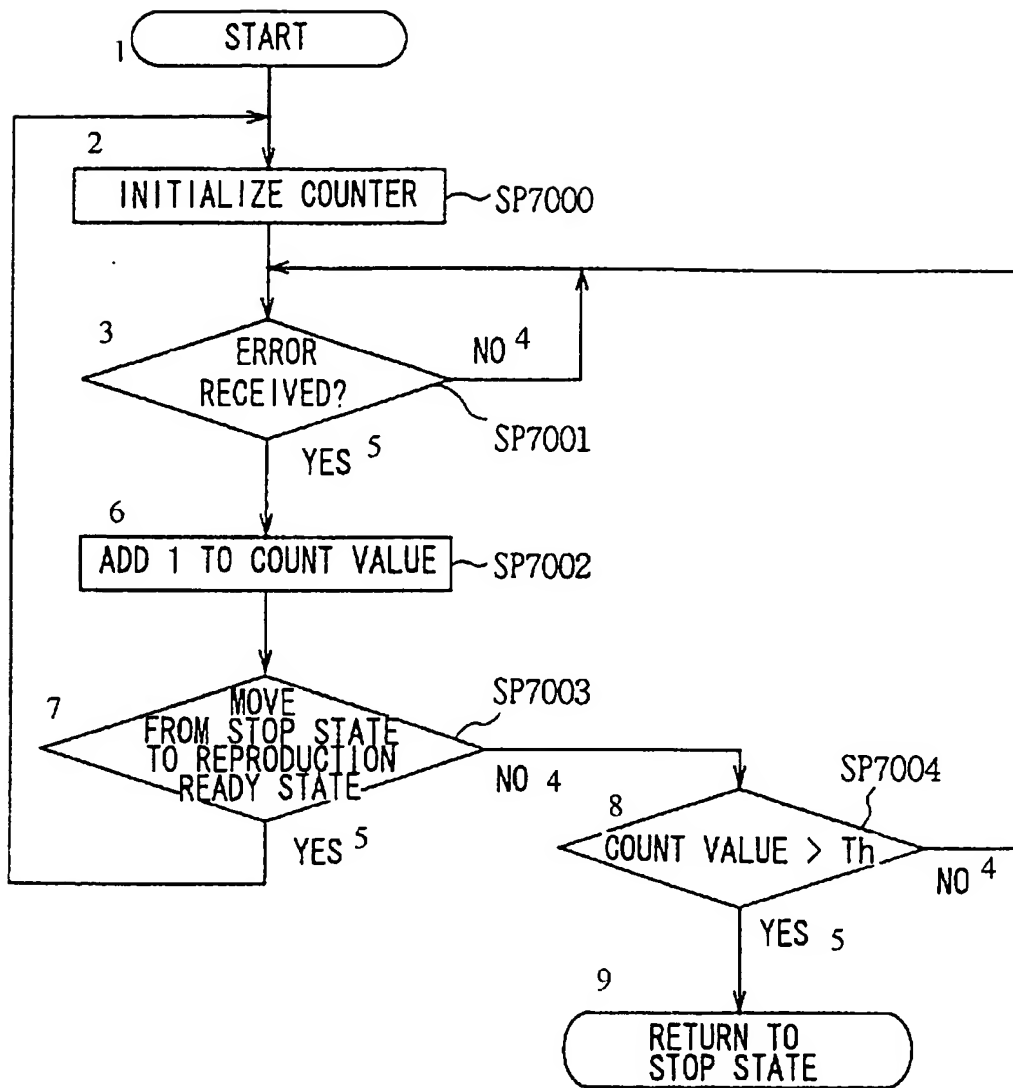 1 START
2
INITIALIZE COUNTER SP7000
3
ERROR
RECEIVED?
NO 4
SP7001
YES 5
6
ADD 1 TO COUNT VALUE SP7002
7
MOVE
FROM STOP STATE
TO REPRODUCTION
READY STATE
SP7003
NO 4
YES 5
8
SP7004
COUNT VALUE > Th
NO 4
YES 5
9
RETURN TO
STOP STATE